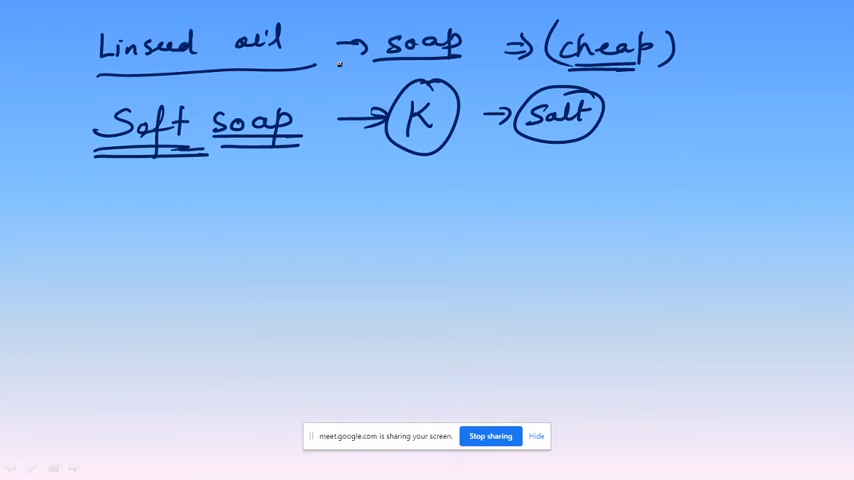 Linseed oil → soap ⇒ (cheap)
Soft soap → K → Salt
meet.google.com is sharing your screen. Stop sharing Hide